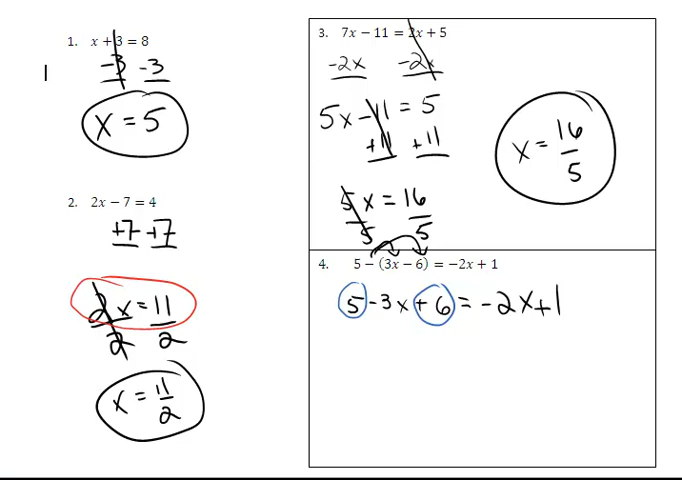 1. x + 3 = 8
-3 -3
1
x = 5
2. 2x − 7 = 4
+7 +7
2x = 11
2 2
x = 11/2
3. 7x − 11 = 2x + 5
-2x -2x
5x - 11 = 5
+11 +11
5x = 16
5 5
x = 16/5
4. 5 − (3x − 6) = −2x + 1
5 - 3x + 6 = -2x + 1